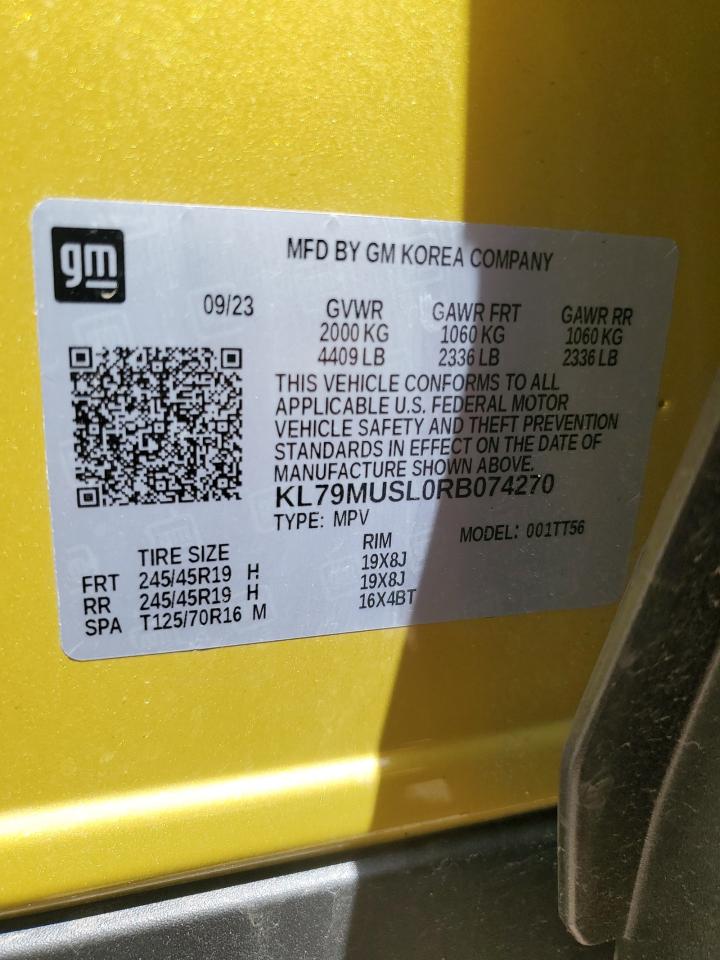 gm
MFD BY GM KOREA COMPANY
09/23
GVWR GAWR FRT GAWR RR
2000 KG 1060 KG 1060 KG
4409 LB 2336 LB 2336 LB
THIS VEHICLE CONFORMS TO ALL
APPLICABLE U.S. FEDERAL MOTOR
VEHICLE SAFETY AND THEFT PREVENTION
STANDARDS IN EFFECT ON THE DATE OF
MANUFACTURE SHOWN ABOVE.
KL79MUSL0RB074270
TYPE: MPV MODEL: 001TT56
TIRE SIZE RIM
FRT 245/45R19 H 19X8J
RR 245/45R19 H 19X8J
SPA T125/70R16 M 16X4BT